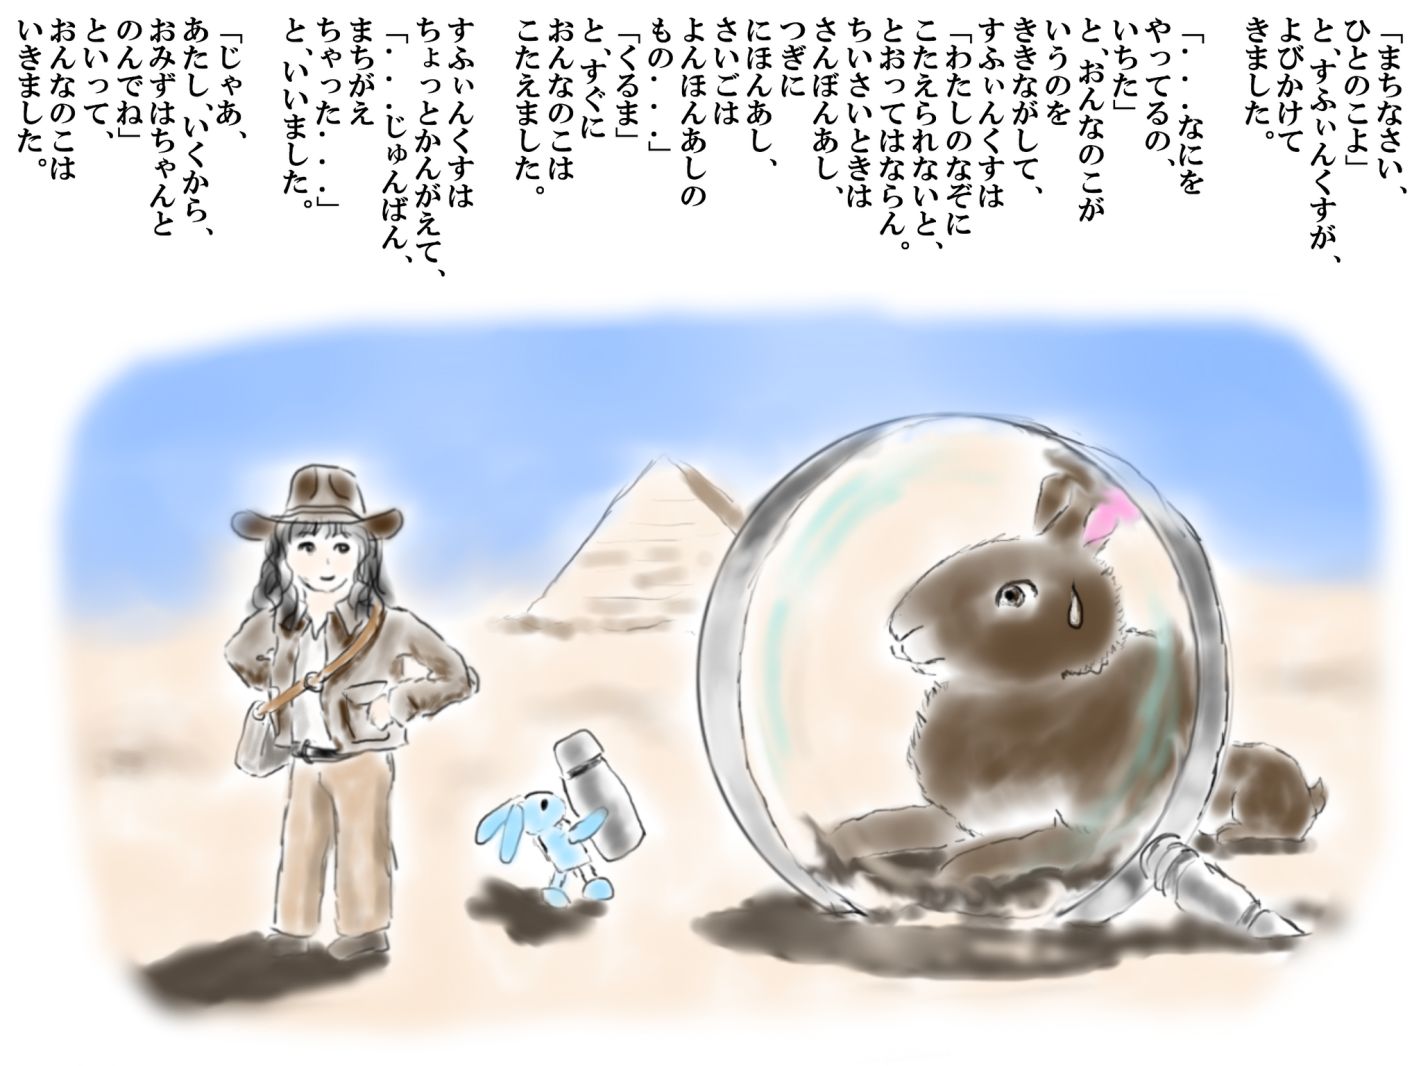 「まちなさい、
ひとのこよ」
と、すふぃんくすが、
よびかけて
きました。
「・・・なにを
やってるの、
いちた」
と、おんなのこが
いうのを
ききながして、
すふぃんくすは
「わたしのなぞに
こたえられないと、
とおってはならん。
ちいさいときは
さんぼんあし、
つぎに
にほんあし、
さいごは
よんほんあしの
もの・・・」
「くるま」
と、すぐに
おんなのこは
こたえました。
すふぃんくすは
ちょっとかんがえて、
「・・・じゅんばん、
まちがえ
ちゃった・・・」
と、いいました。
「じゃあ、
あたし、いくから、
おみずはちゃんと
のんでね」
といって、
おんなのこは
いきました。